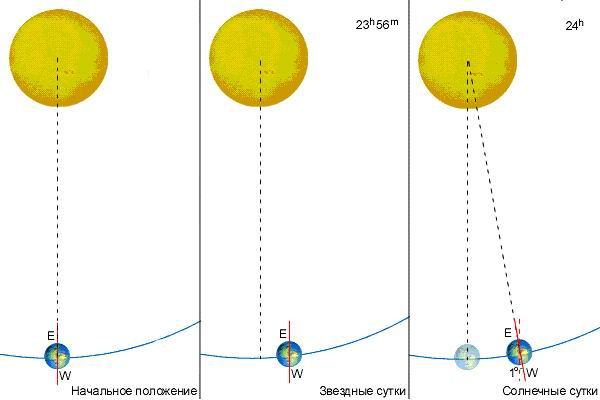 E
W
Начальное положение
23h56m
E
W
Звездные сутки
24h
E
1° W
Солнечные сутки